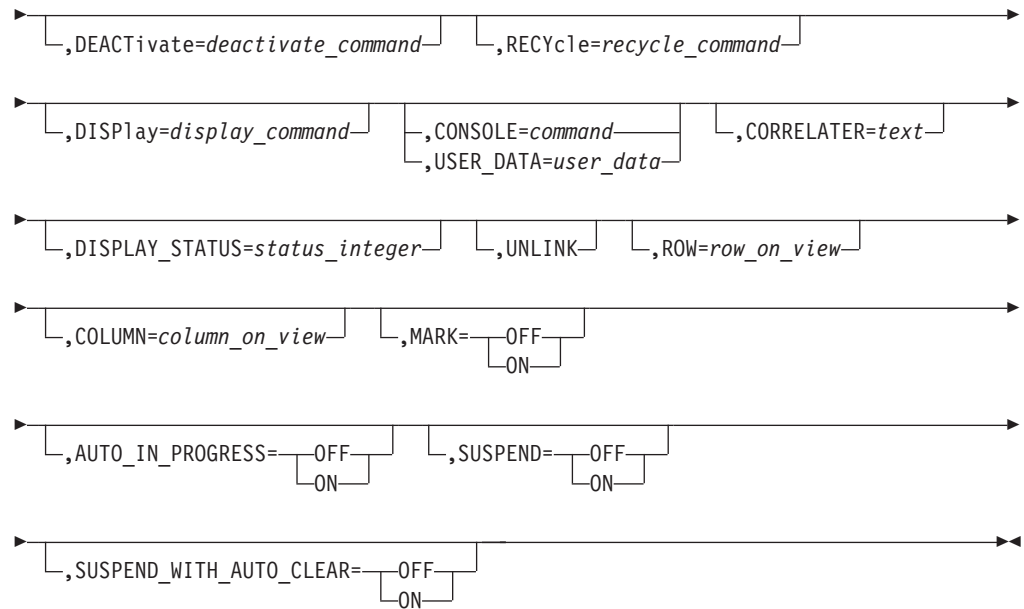 ,DEACTivate=deactivate_command ,RECYcle=recycle_command
,DISPlay=display_command ,CONSOLE=command ,CORRELATER=text
,USER_DATA=user_data
,DISPLAY_STATUS=status_integer ,UNLINK ,ROW=row_on_view
,COLUMN=column_on_view ,MARK= OFF
ON
,AUTO_IN_PROGRESS= OFF ,SUSPEND= OFF
ON ON
,SUSPEND_WITH_AUTO_CLEAR= OFF
ON